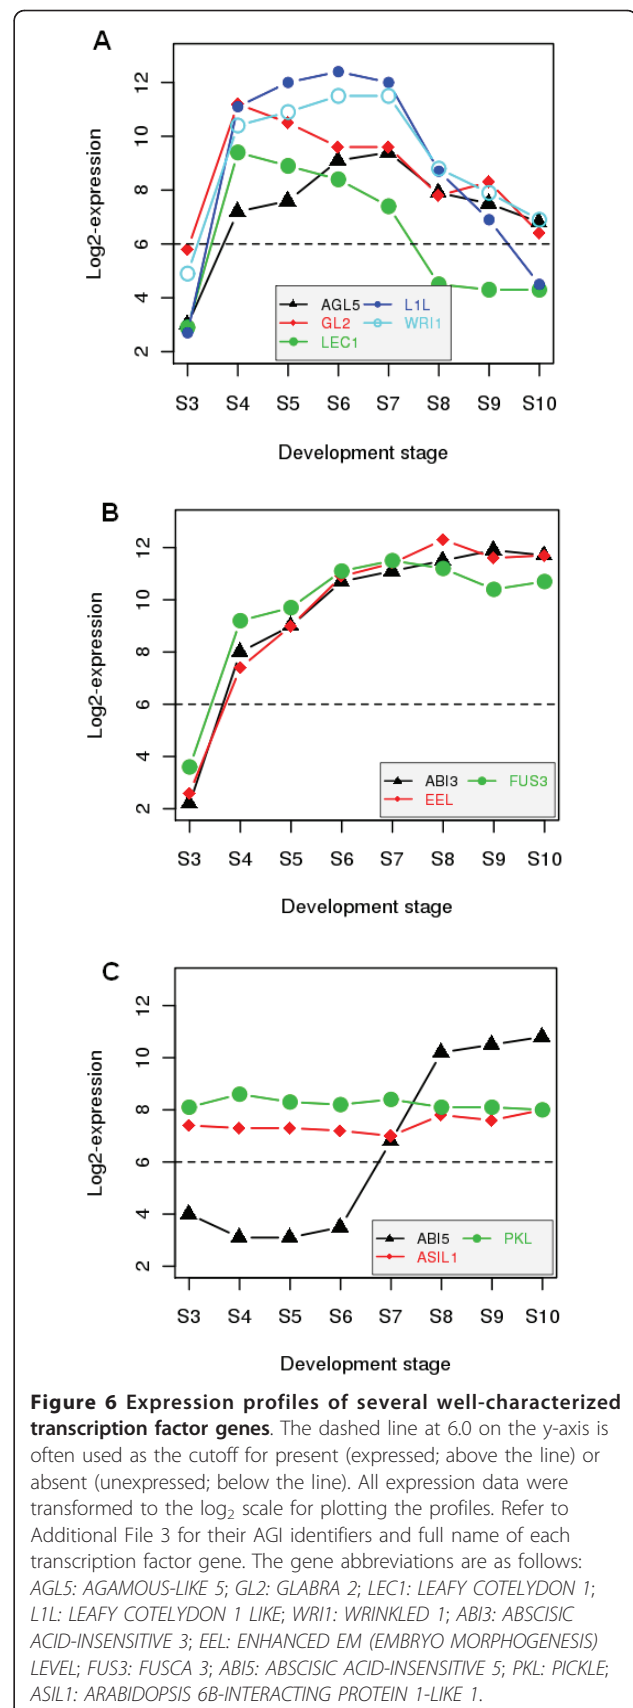 A
Log2-expression
12
10
8
6
4
2
AGL5 L1L
GL2 WRI1
LEC1
S3 S4 S5 S6 S7 S8 S9 S10
Development stage
B
Log2-expression
12
10
8
6
4
2
ABI3 FUS3
EEL
S3 S4 S5 S6 S7 S8 S9 S10
Development stage
C
Log2-expression
12
10
8
6
4
2
ABI5 PKL
ASIL1
S3 S4 S5 S6 S7 S8 S9 S10
Development stage
Figure 6 Expression profiles of several well-characterized
transcription factor genes. The dashed line at 6.0 on the y-axis is
often used as the cutoff for present (expressed; above the line) or
absent (unexpressed; below the line). All expression data were
transformed to the log2 scale for plotting the profiles. Refer to
Additional File 3 for their AGI identifiers and full name of each
transcription factor gene. The gene abbreviations are as follows:
AGL5: AGAMOUS-LIKE 5; GL2: GLABRA 2; LEC1: LEAFY COTELYDON 1;
L1L: LEAFY COTELYDON 1 LIKE; WRI1: WRINKLED 1; ABI3: ABSCISIC
ACID-INSENSITIVE 3; EEL: ENHANCED EM (EMBRYO MORPHOGENESIS)
LEVEL; FUS3: FUSCA 3; ABI5: ABSCISIC ACID-INSENSITIVE 5; PKL: PICKLE;
ASIL1: ARABIDOPSIS 6B-INTERACTING PROTEIN 1-LIKE 1.